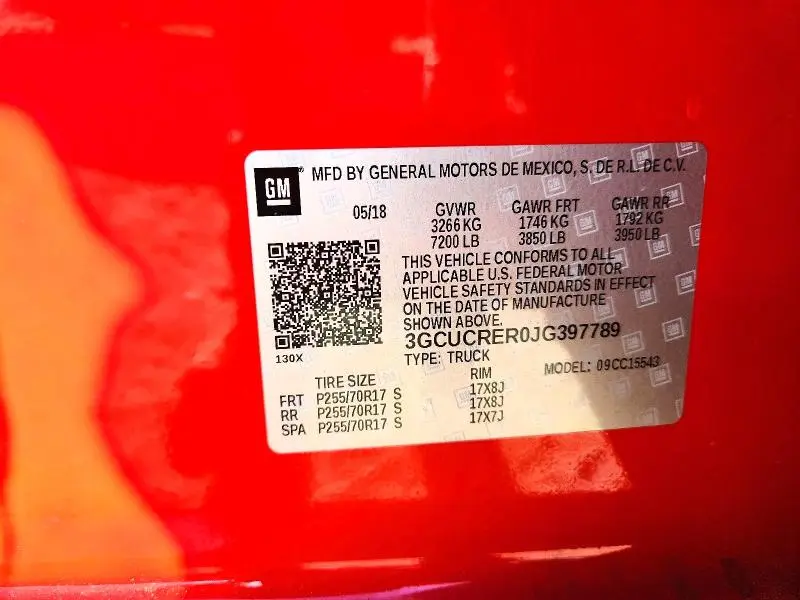 GM
MFD BY GENERAL MOTORS DE MEXICO, S. DE R.L. DE C.V.
05/18
GVWR GAWR FRT GAWR RR
3266 KG 1746 KG 1792 KG
7200 LB 3850 LB 3950 LB
THIS VEHICLE CONFORMS TO ALL
APPLICABLE U.S. FEDERAL MOTOR
VEHICLE SAFETY STANDARDS IN EFFECT
ON THE DATE OF MANUFACTURE
SHOWN ABOVE.
3GCUCRER0JG397789
130X
TYPE: TRUCK MODEL: 09CC15543
TIRE SIZE RIM
FRT P255/70R17 S 17X8J
RR P255/70R17 S 17X8J
SPA P255/70R17 S 17X7J